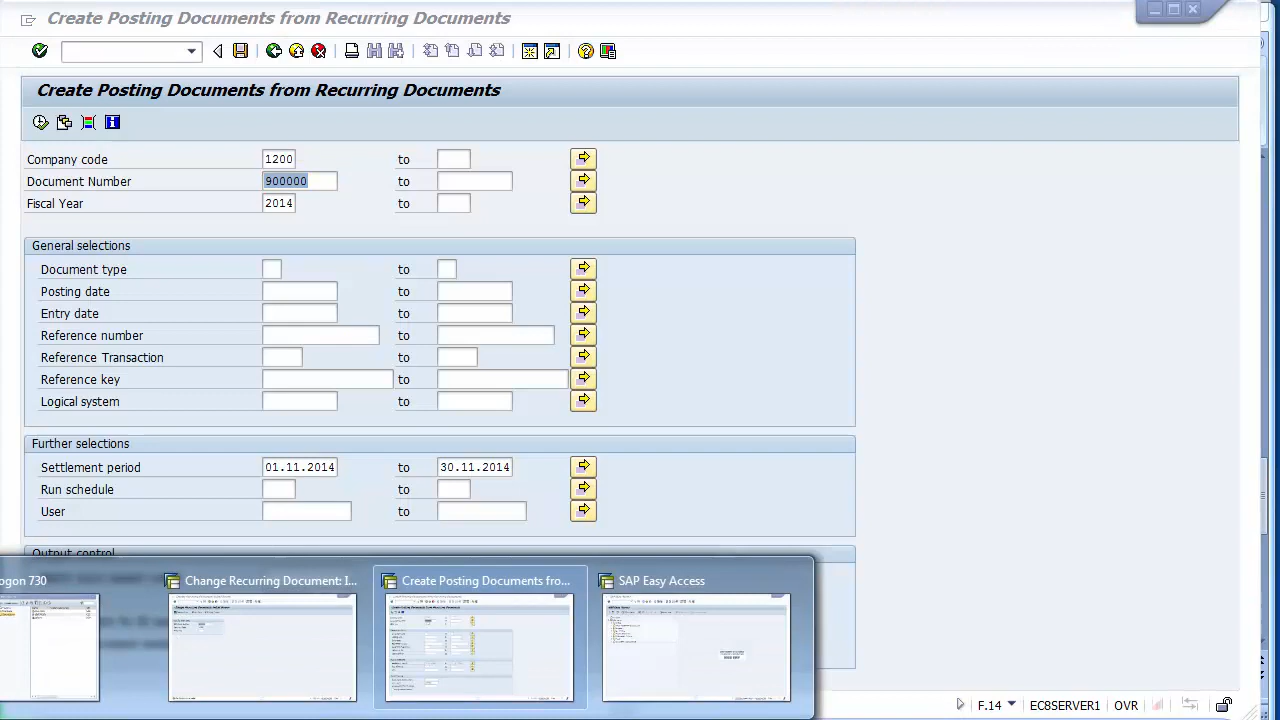 Create Posting Documents from Recurring Documents
Create Posting Documents from Recurring Documents
Company code 1200 to
Document Number 900000 to
Fiscal Year 2014 to
General selections
Document type to
Posting date to
Entry date to
Reference number to
Reference Transaction to
Reference key to
Logical system to
Further selections
Settlement period 01.11.2014 to 30.11.2014
Run schedule to
User to
Output control
ogon 730 Change Recurring Document: I... Create Posting Documents fro... SAP Easy Access
F.14 EC8SERVER1 OVR